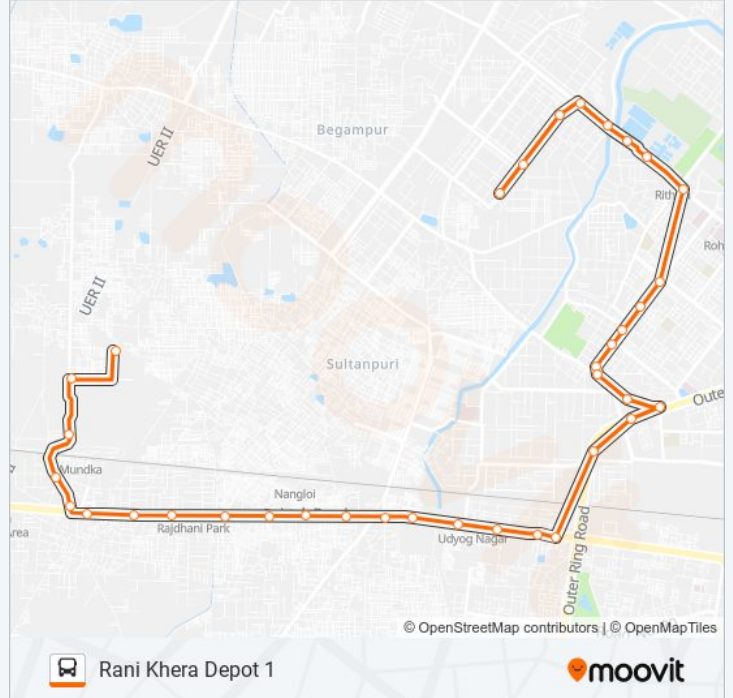 Begampur
UER II
Rith
Roh
UER II
Sultanpuri
Oute
Mundka
Nangloi
Rajdhani Park
Udyog Nagar
Area
Outer Ring Road
© OpenStreetMap contributors | © OpenMapTiles
Rani Khera Depot 1
moovit